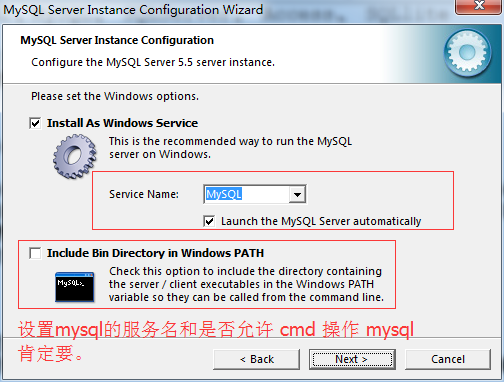 MySQL Server Instance Configuration Wizard
MySQL Server Instance Configuration
Configure the MySQL Server 5.5 server instance.
Please set the Windows options.
Install As Windows Service
This is the recommended way to run the MySQL
server on Windows.
Service Name:
MySQL
Launch the MySQL Server automatically
Include Bin Directory in Windows PATH
Check this option to include the directory containing
the server / client executables in the Windows PATH
variable so they can be called from the command line.
设置mysql的服务名和是否允许 cmd 操作 mysql
肯定要。
< Back
Next >
Cancel